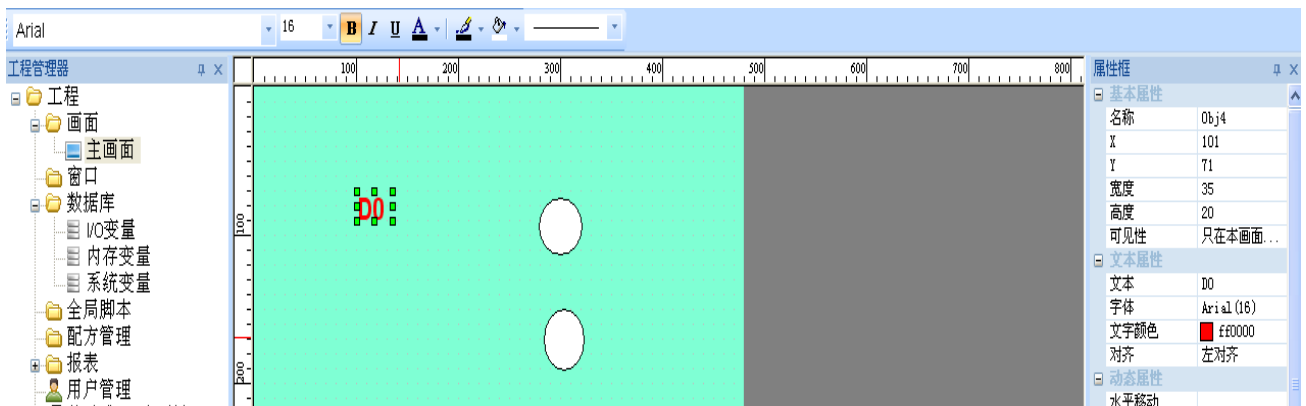 Arial 16 B I U A
工程管理器
工程
画面
主画面
窗口
数据库
I/O变量
内存变量
系统变量
全局脚本
配方管理
报表
用户管理
100 200 300 400 500 600 700 800
100
200
D0
属性框
基本属性
名称 Obj4
X 101
Y 71
宽度 35
高度 20
可见性 只在本画面...
文本属性
文本 D0
字体 Arial(16)
文字颜色 ff0000
对齐 左对齐
动态属性
水平移动